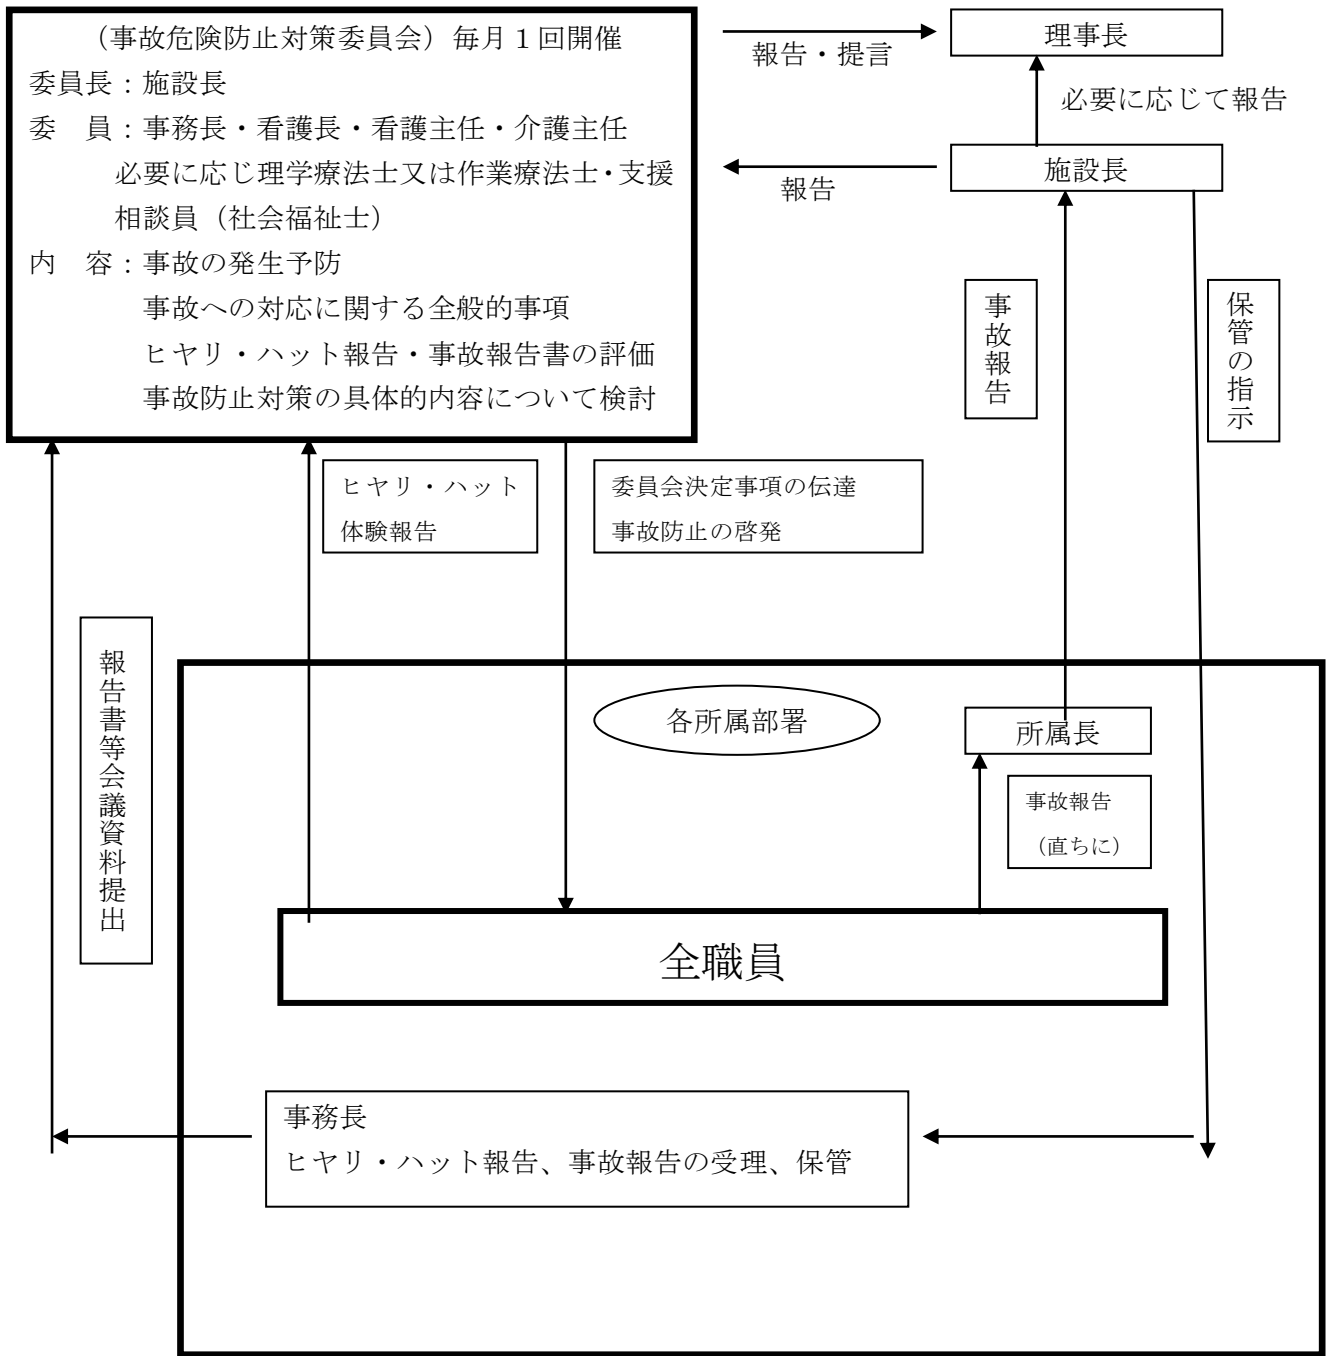 （事故危険防止対策委員会）毎月１回開催
委員長：施設長
委　員：事務長・看護長・看護主任・介護主任
必要に応じ理学療法士又は作業療法士・支援
相談員（社会福祉士）
内　容：事故の発生予防
事故への対応に関する全般的事項
ヒヤリ・ハット報告・事故報告書の評価
事故防止対策の具体的内容について検討
報告・提言
理事長
必要に応じて報告
施設長
報告
事故報告
保管の指示
ヒヤリ・ハット
体験報告
委員会決定事項の伝達
事故防止の啓発
報告書等会議資料提出
各所属部署
所属長
事故報告
（直ちに）
全職員
事務長
ヒヤリ・ハット報告、事故報告の受理、保管